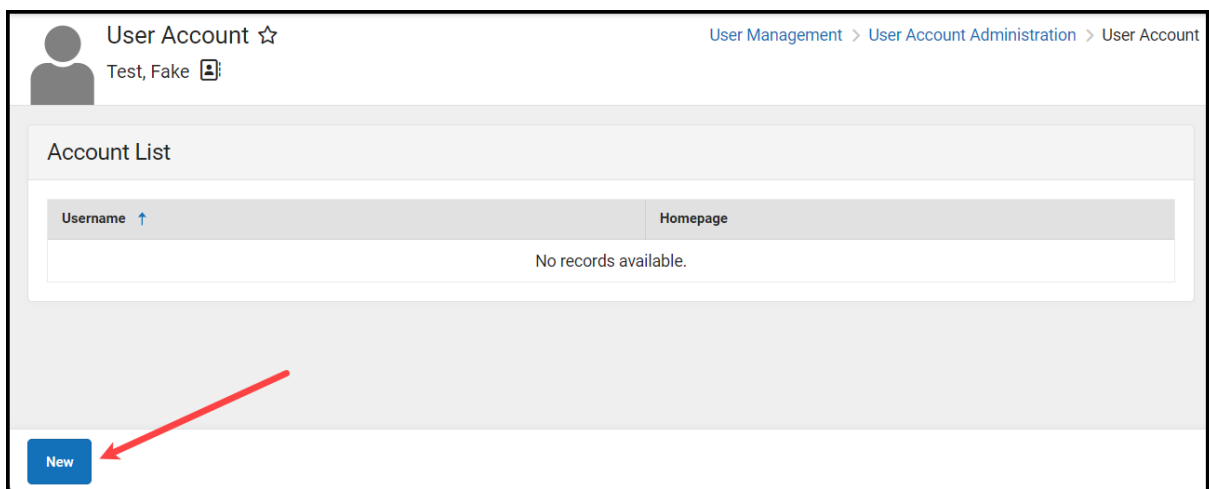 User Account
User Management > User Account Administration > User Account
Test, Fake
Account List
Username ↑ Homepage
No records available.
New